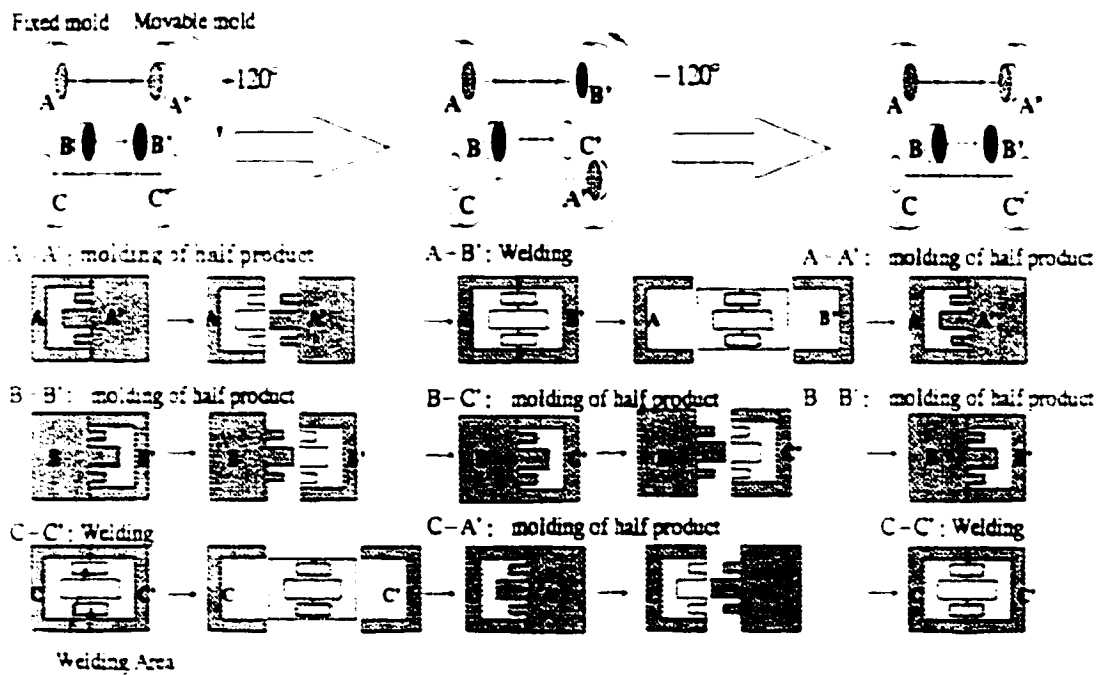 Fixed mold Movable mold
120°
-120°
A A' A B' A A'
B B' B C' B B'
C C' C A' C C'
A-A': molding of half product
A-B': Welding
A-A': molding of half product
A A' A A' A B' A'
B-B': molding of half product
B-C': molding of half product
B B': molding of half product
B B
C-C': Welding
C-A': molding of half product
C-C': Welding
C C' C C' C C'
Welding Area